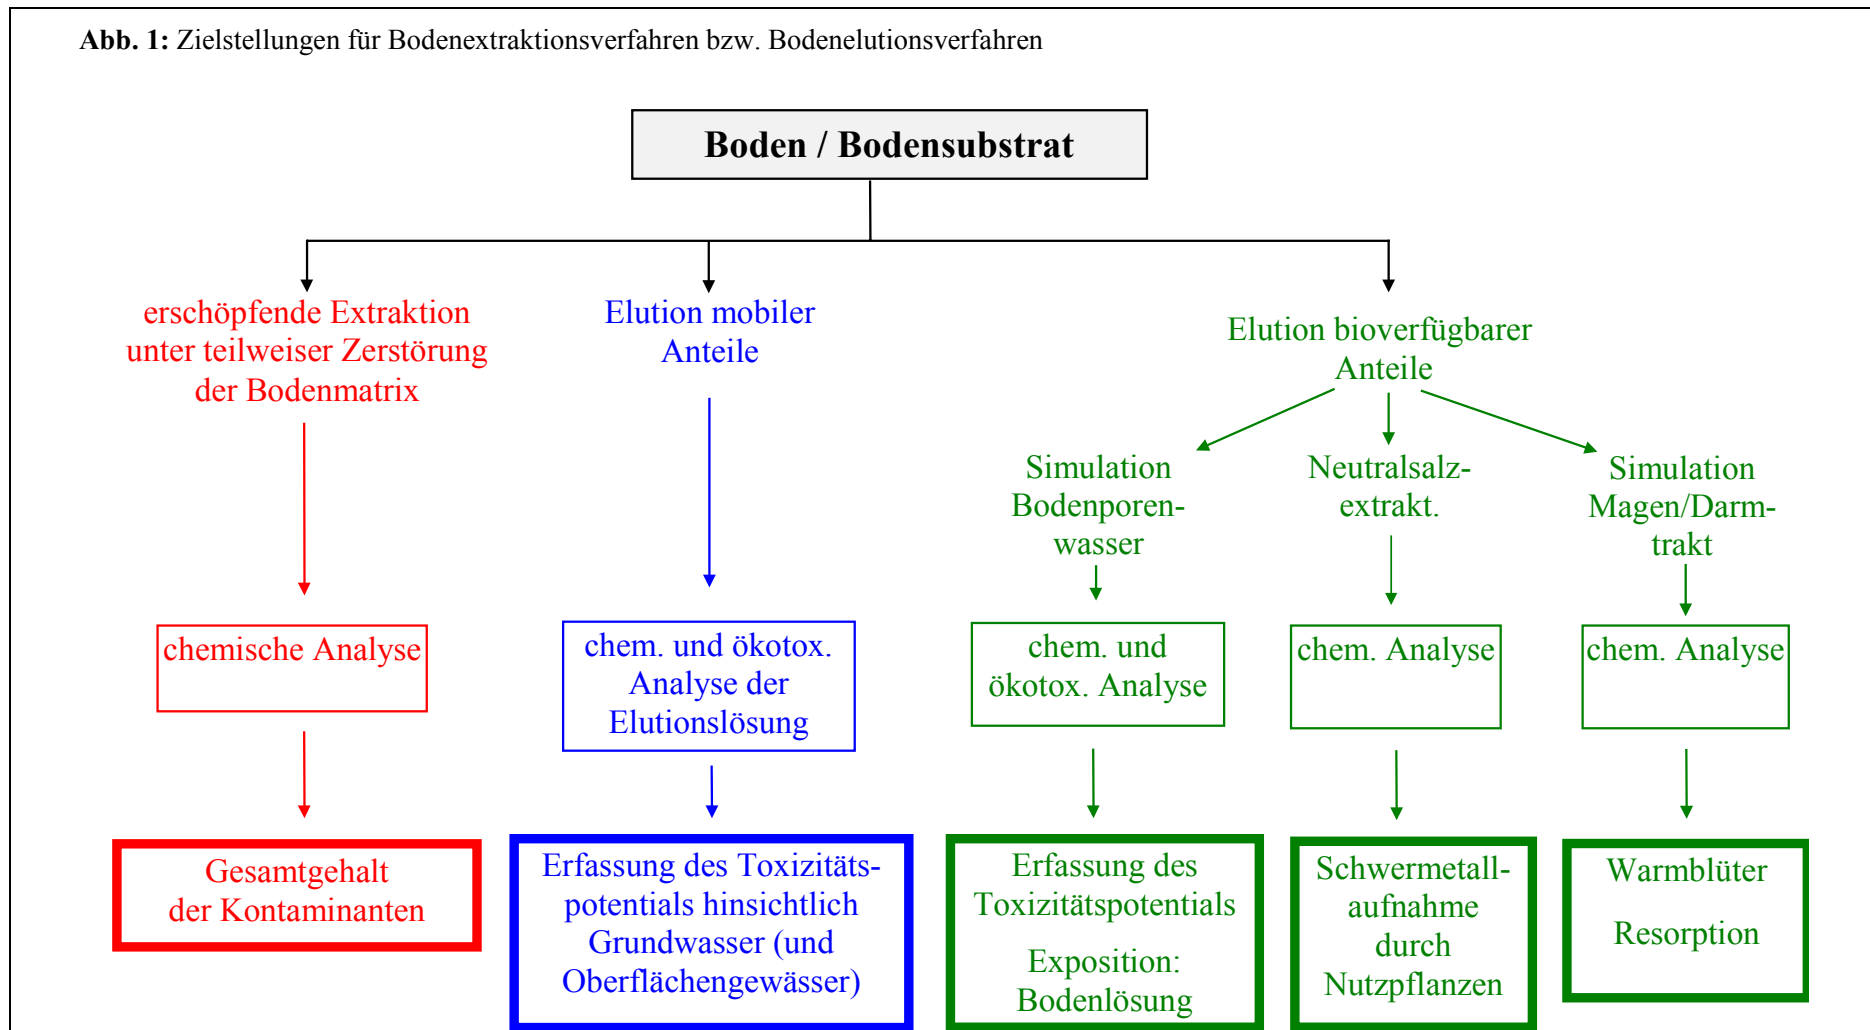 Abb. 1: Zielstellungen für Bodenextraktionsverfahren bzw. Bodenelutionsverfahren
Boden / Bodensubstrat
erschöpfende Extraktion
unter teilweiser Zerstörung
der Bodenmatrix
Elution mobiler
Anteile
Elution bioverfügbarer
Anteile
Simulation
Bodenporen-
wasser
Neutralsalz-
extrakt.
Simulation
Magen/Darm-
trakt
chemische Analyse
chem. und ökotox.
Analyse der
Elutionslösung
chem. und
ökotox. Analyse
chem. Analyse
chem. Analyse
Gesamtgehalt
der Kontaminanten
Erfassung des Toxizitäts-
potentials hinsichtlich
Grundwasser (und
Oberflächengewässer)
Erfassung des
Toxizitätspotentials
Exposition:
Bodenlösung
Schwermetall-
aufnahme
durch
Nutzpflanzen
Warmblüter
Resorption